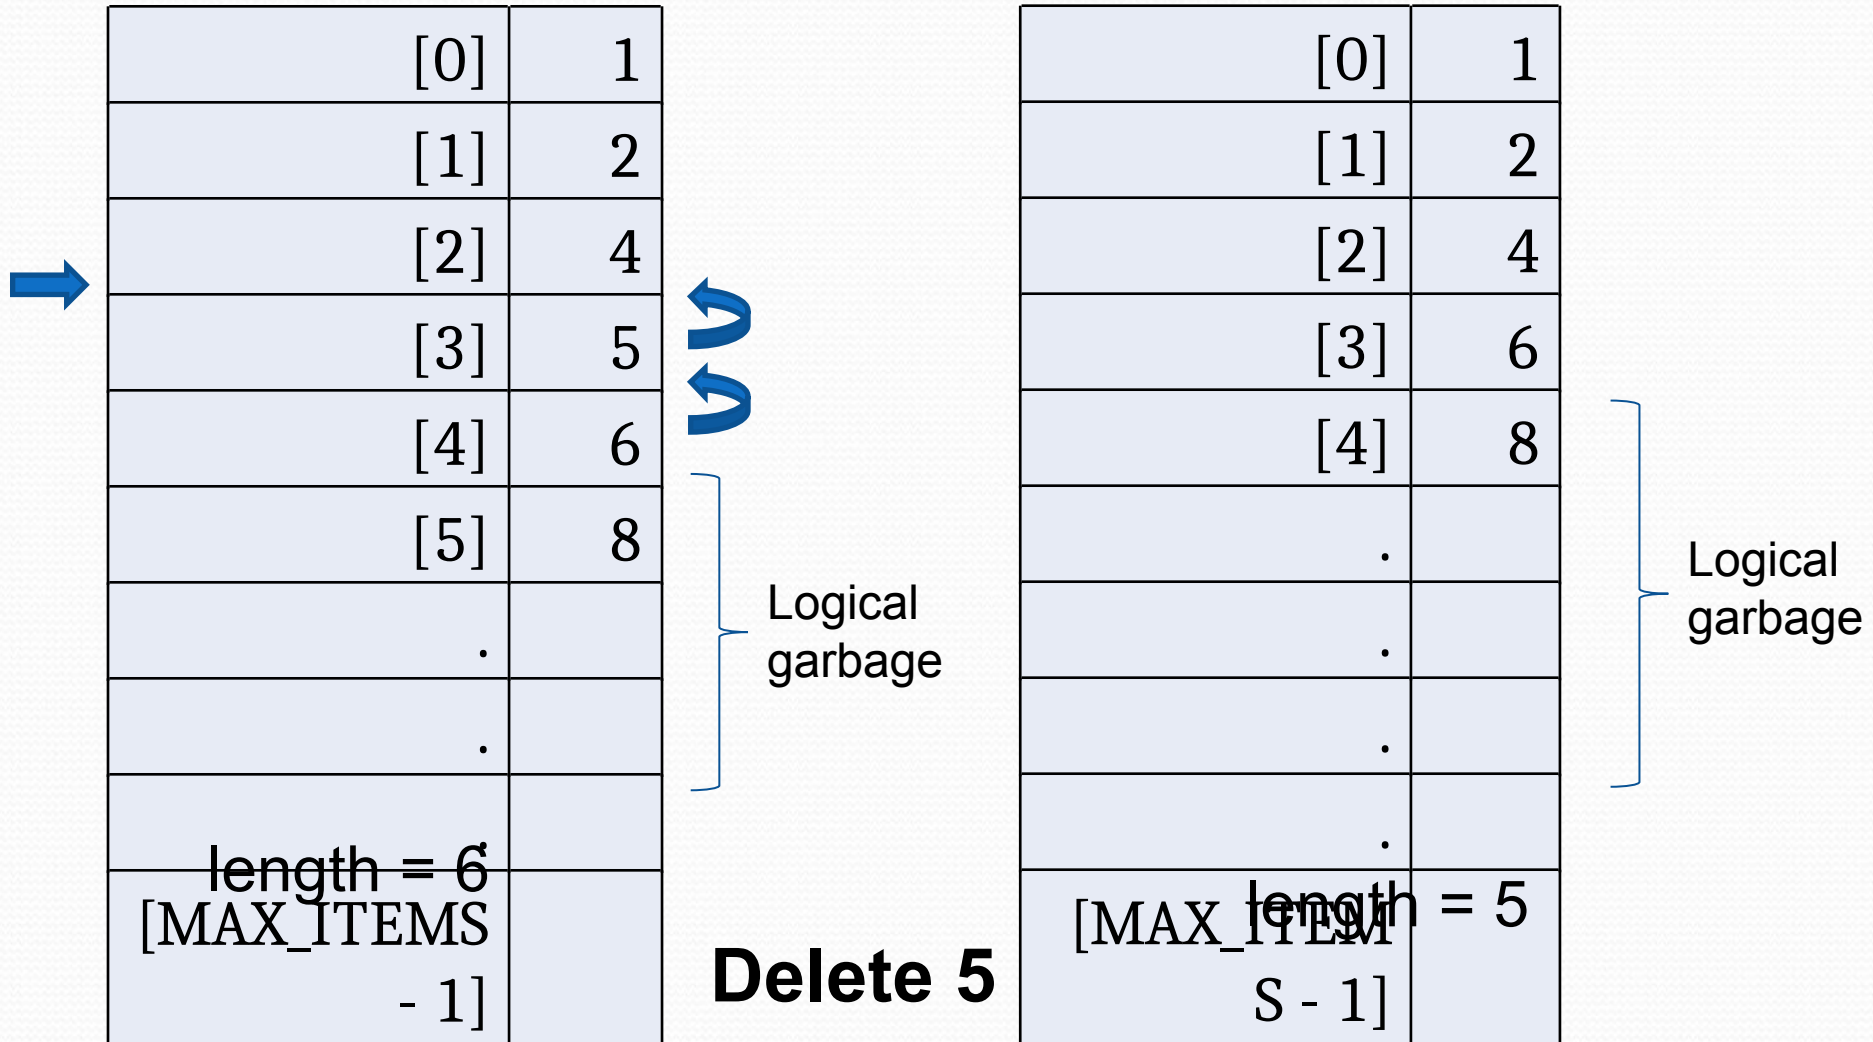 [0] 1
[1] 2
[2] 4
[3] 5
[4] 6
[5] 8
.
.
.
length = 6
[MAX_ITEMS
- 1]
Logical
garbage
Delete 5
[0] 1
[1] 2
[2] 4
[3] 6
[4] 8
.
.
.
.
length = 5
[MAX_ITEM
S - 1]
Logical
garbage